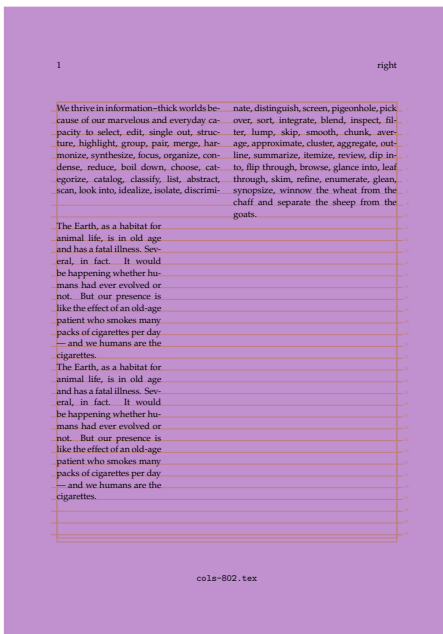 1
right
We thrive in information–thick worlds be-
cause of our marvelous and everyday ca-
pacity to select, edit, single out, struc-
ture, highlight, group, pair, merge, har-
monize, synthesize, focus, organize, con-
dense, reduce, boil down, choose, cat-
egorize, catalog, classify, list, abstract,
scan, look into, idealize, isolate, discrimi-
nate, distinguish, screen, pigeonhole, pick
over, sort, integrate, blend, inspect, fil-
ter, lump, skip, smooth, chunk, aver-
age, approximate, cluster, aggregate, out-
line, summarize, itemize, review, dip in-
to, flip through, browse, glance into, leaf
through, skim, refine, enumerate, glean,
synopsize, winnow the wheat from the
chaff and separate the sheep from the
goats.
The Earth, as a habitat for
animal life, is in old age
and has a fatal illness. Sev-
eral, in fact. It would
be happening whether hu-
mans had ever evolved or
not. But our presence is
like the effect of an old-age
patient who smokes many
packs of cigarettes per day
— and we humans are the
cigarettes.
The Earth, as a habitat for
animal life, is in old age
and has a fatal illness. Sev-
eral, in fact. It would
be happening whether hu-
mans had ever evolved or
not. But our presence is
like the effect of an old-age
patient who smokes many
packs of cigarettes per day
— and we humans are the
cigarettes.
cols-802.tex